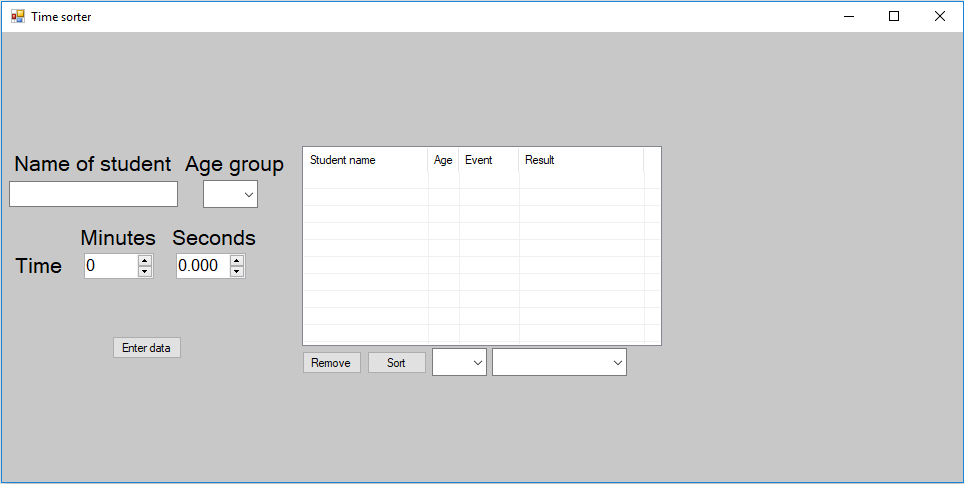 Time sorter
Name of student Age group
Minutes Seconds
Time 0 0.000
Enter data
Student name Age Event Result
Remove Sort